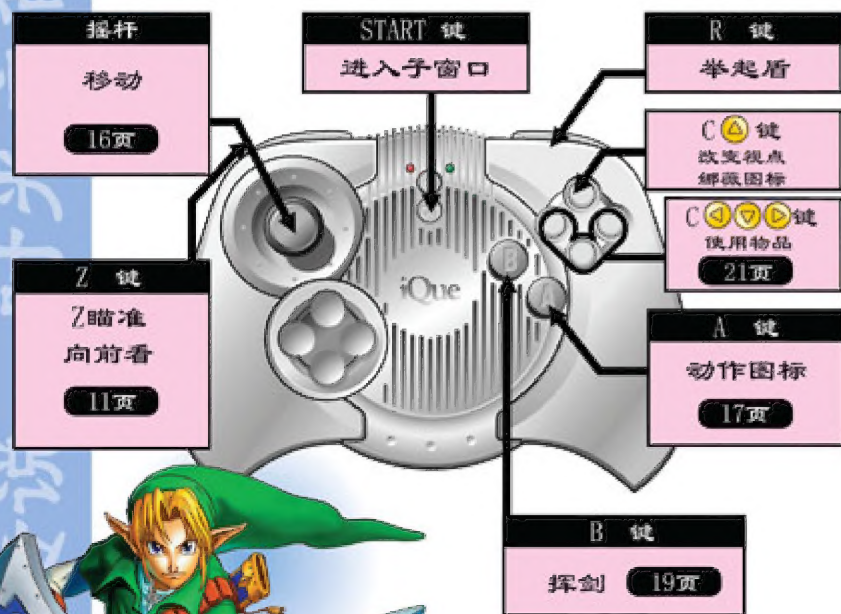 摇杆
移动
16页
START 键
进入子窗口
R 键
举起盾
C 键
改变视点
娜薇图标
C 键
使用物品
21页
Z 键
Z瞄准
向前看
11页
iQue
B
A
A 键
动作图标
17页
B 键
挥剑 19页